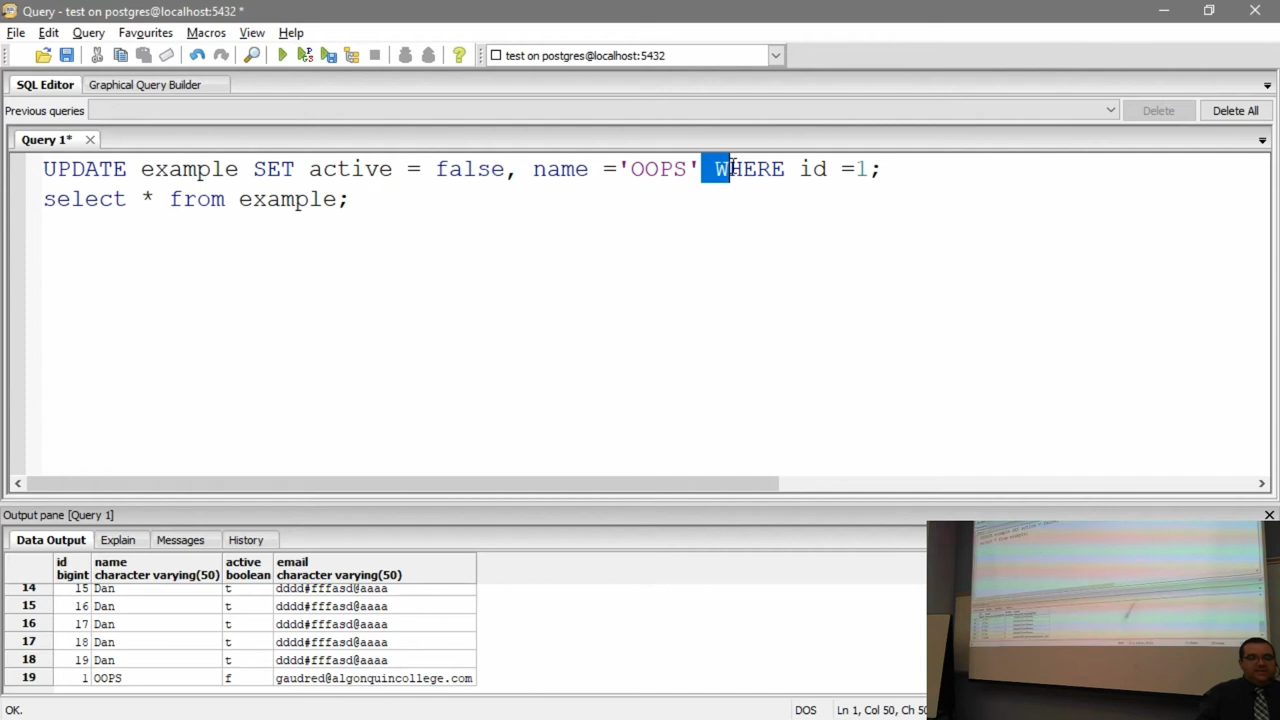 Query - test on postgres@localhost:5432 *
File Edit Query Favourites Macros View Help
test on postgres@localhost:5432
SQL Editor Graphical Query Builder
Previous queries Delete Delete All
Query 1*
UPDATE example SET active = false, name ='OOPS' WHERE id =1;
select * from example;
Output pane [Query 1]
Data Output Explain Messages History
id name active email
bigint character varying(50) boolean character varying(50)
14 15 Dan t dddd#fffasd@aaaa
15 16 Dan t dddd#fffasd@aaaa
16 17 Dan t dddd#fffasd@aaaa
17 18 Dan t dddd#fffasd@aaaa
18 19 Dan t dddd#fffasd@aaaa
19 1 OOPS f gaudred@algonquincollege.com
OK. DOS Ln 1, Col 50, Ch 50